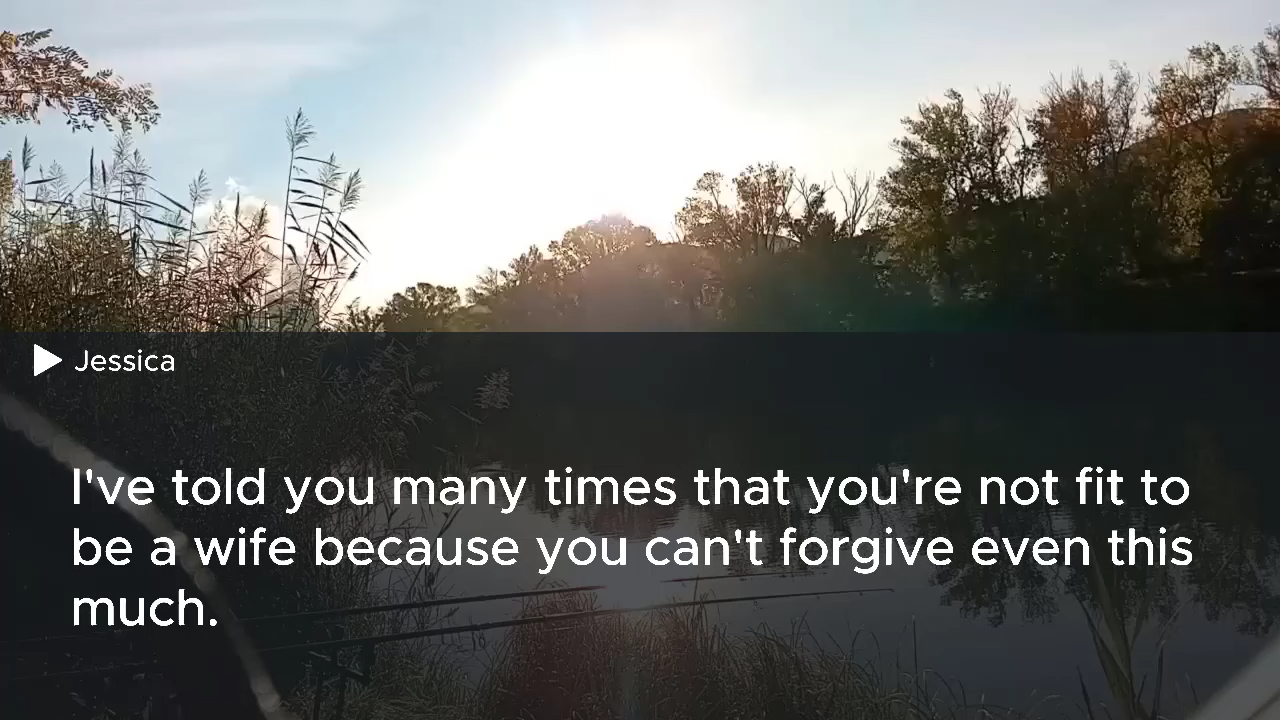 Jessica
I've told you many times that you're not fit to
be a wife because you can't forgive even this
much.